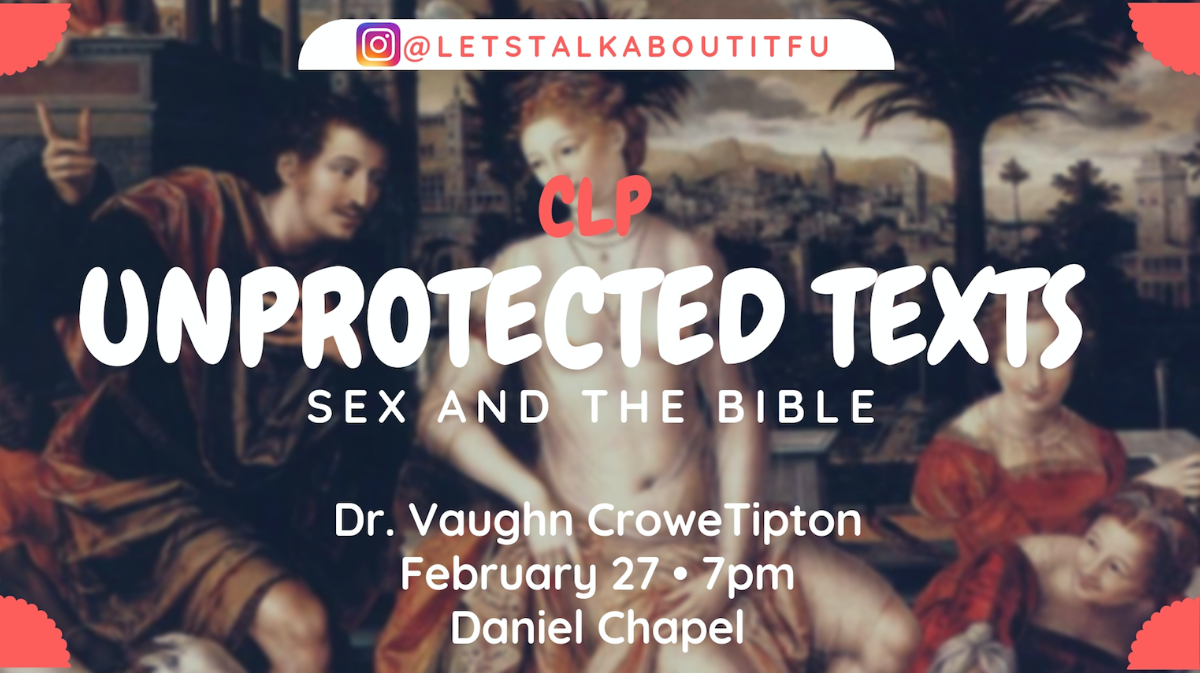 @LETSTALKABOUTITFU
CLP
UNPROTECTED TEXTS
SEX AND THE BIBLE
Dr. Vaughn CroweTipton
February 27 • 7pm
Daniel Chapel